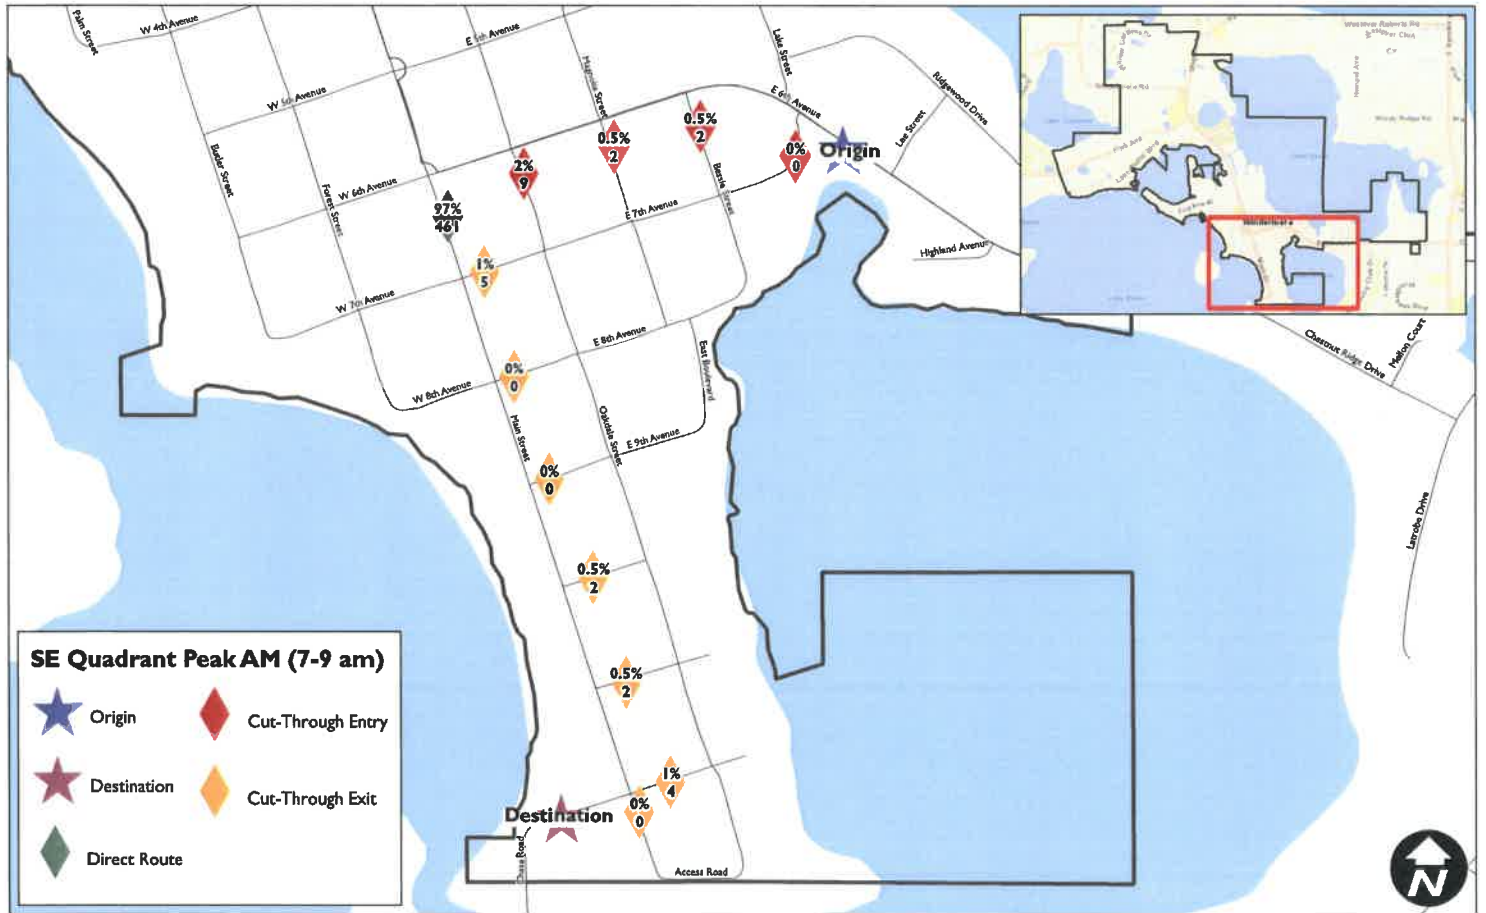 Palm Street
W 4th Avenue
E 5th Avenue
W 5th Avenue
Magnolia Street
Lake Street
E 6th Avenue
Ridgewood Drive
Lee Street
Butler Street
Forest Street
W 6th Avenue
0.5%
2
0.5%
2
2%
9
0%
0
Origin
Bessie Street
E 7th Avenue
97%
461
Highland Avenue
1%
5
W 7th Avenue
E 8th Avenue
East Boulevard
0%
0
W 8th Avenue
Main Street
Oakdale Street
E 9th Avenue
0%
0
0.5%
2
0.5%
2
1%
4
0%
0
Destination
Chase Road
Access Road
Chestnut Ridge Drive
Mellon Court
Latrobe Drive
Windermere
SE Quadrant Peak AM (7-9 am)
Origin
Cut-Through Entry
Destination
Cut-Through Exit
Direct Route
N